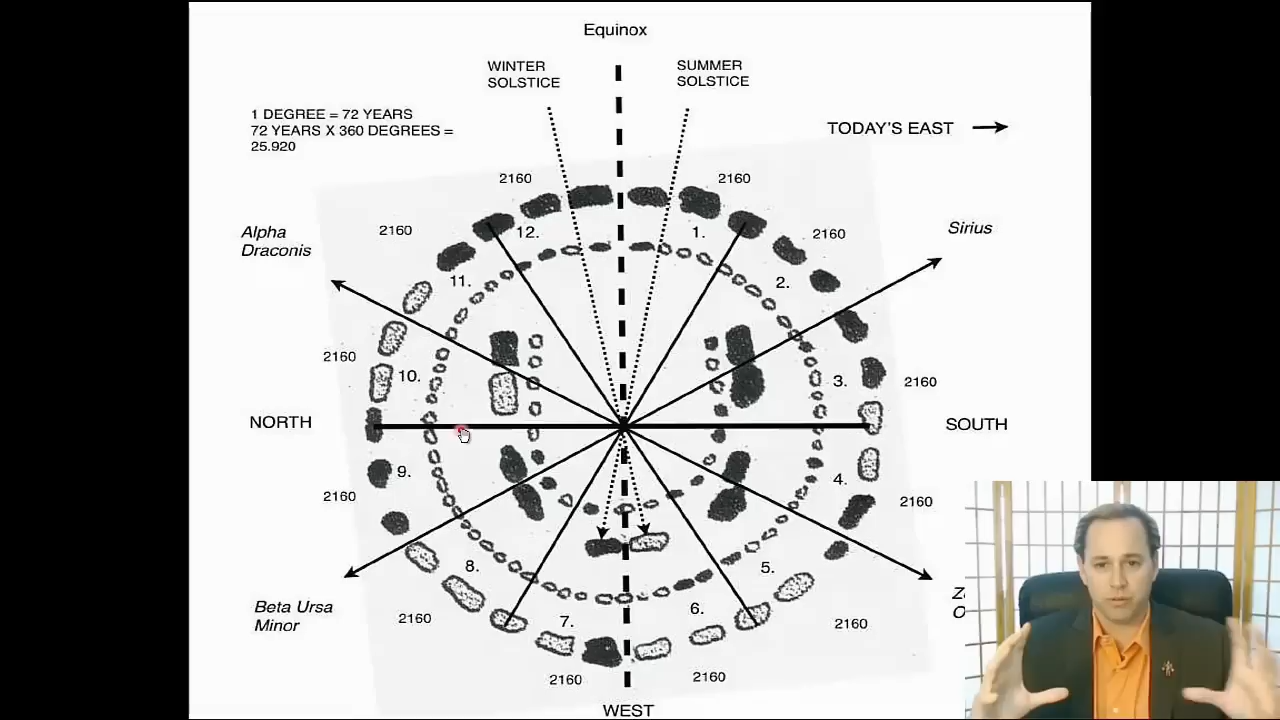 Equinox
WINTER
SOLSTICE
SUMMER
SOLSTICE
1 DEGREE = 72 YEARS
72 YEARS X 360 DEGREES =
25.920
TODAY'S EAST
2160
2160
2160
2160
Alpha
Draconis
Sirius
12.
1.
11.
2.
2160
10.
3.
2160
NORTH
SOUTH
9.
4.
2160
2160
8.
5.
Beta Ursa
Minor
7.
6.
2160
2160
2160
2160
WEST